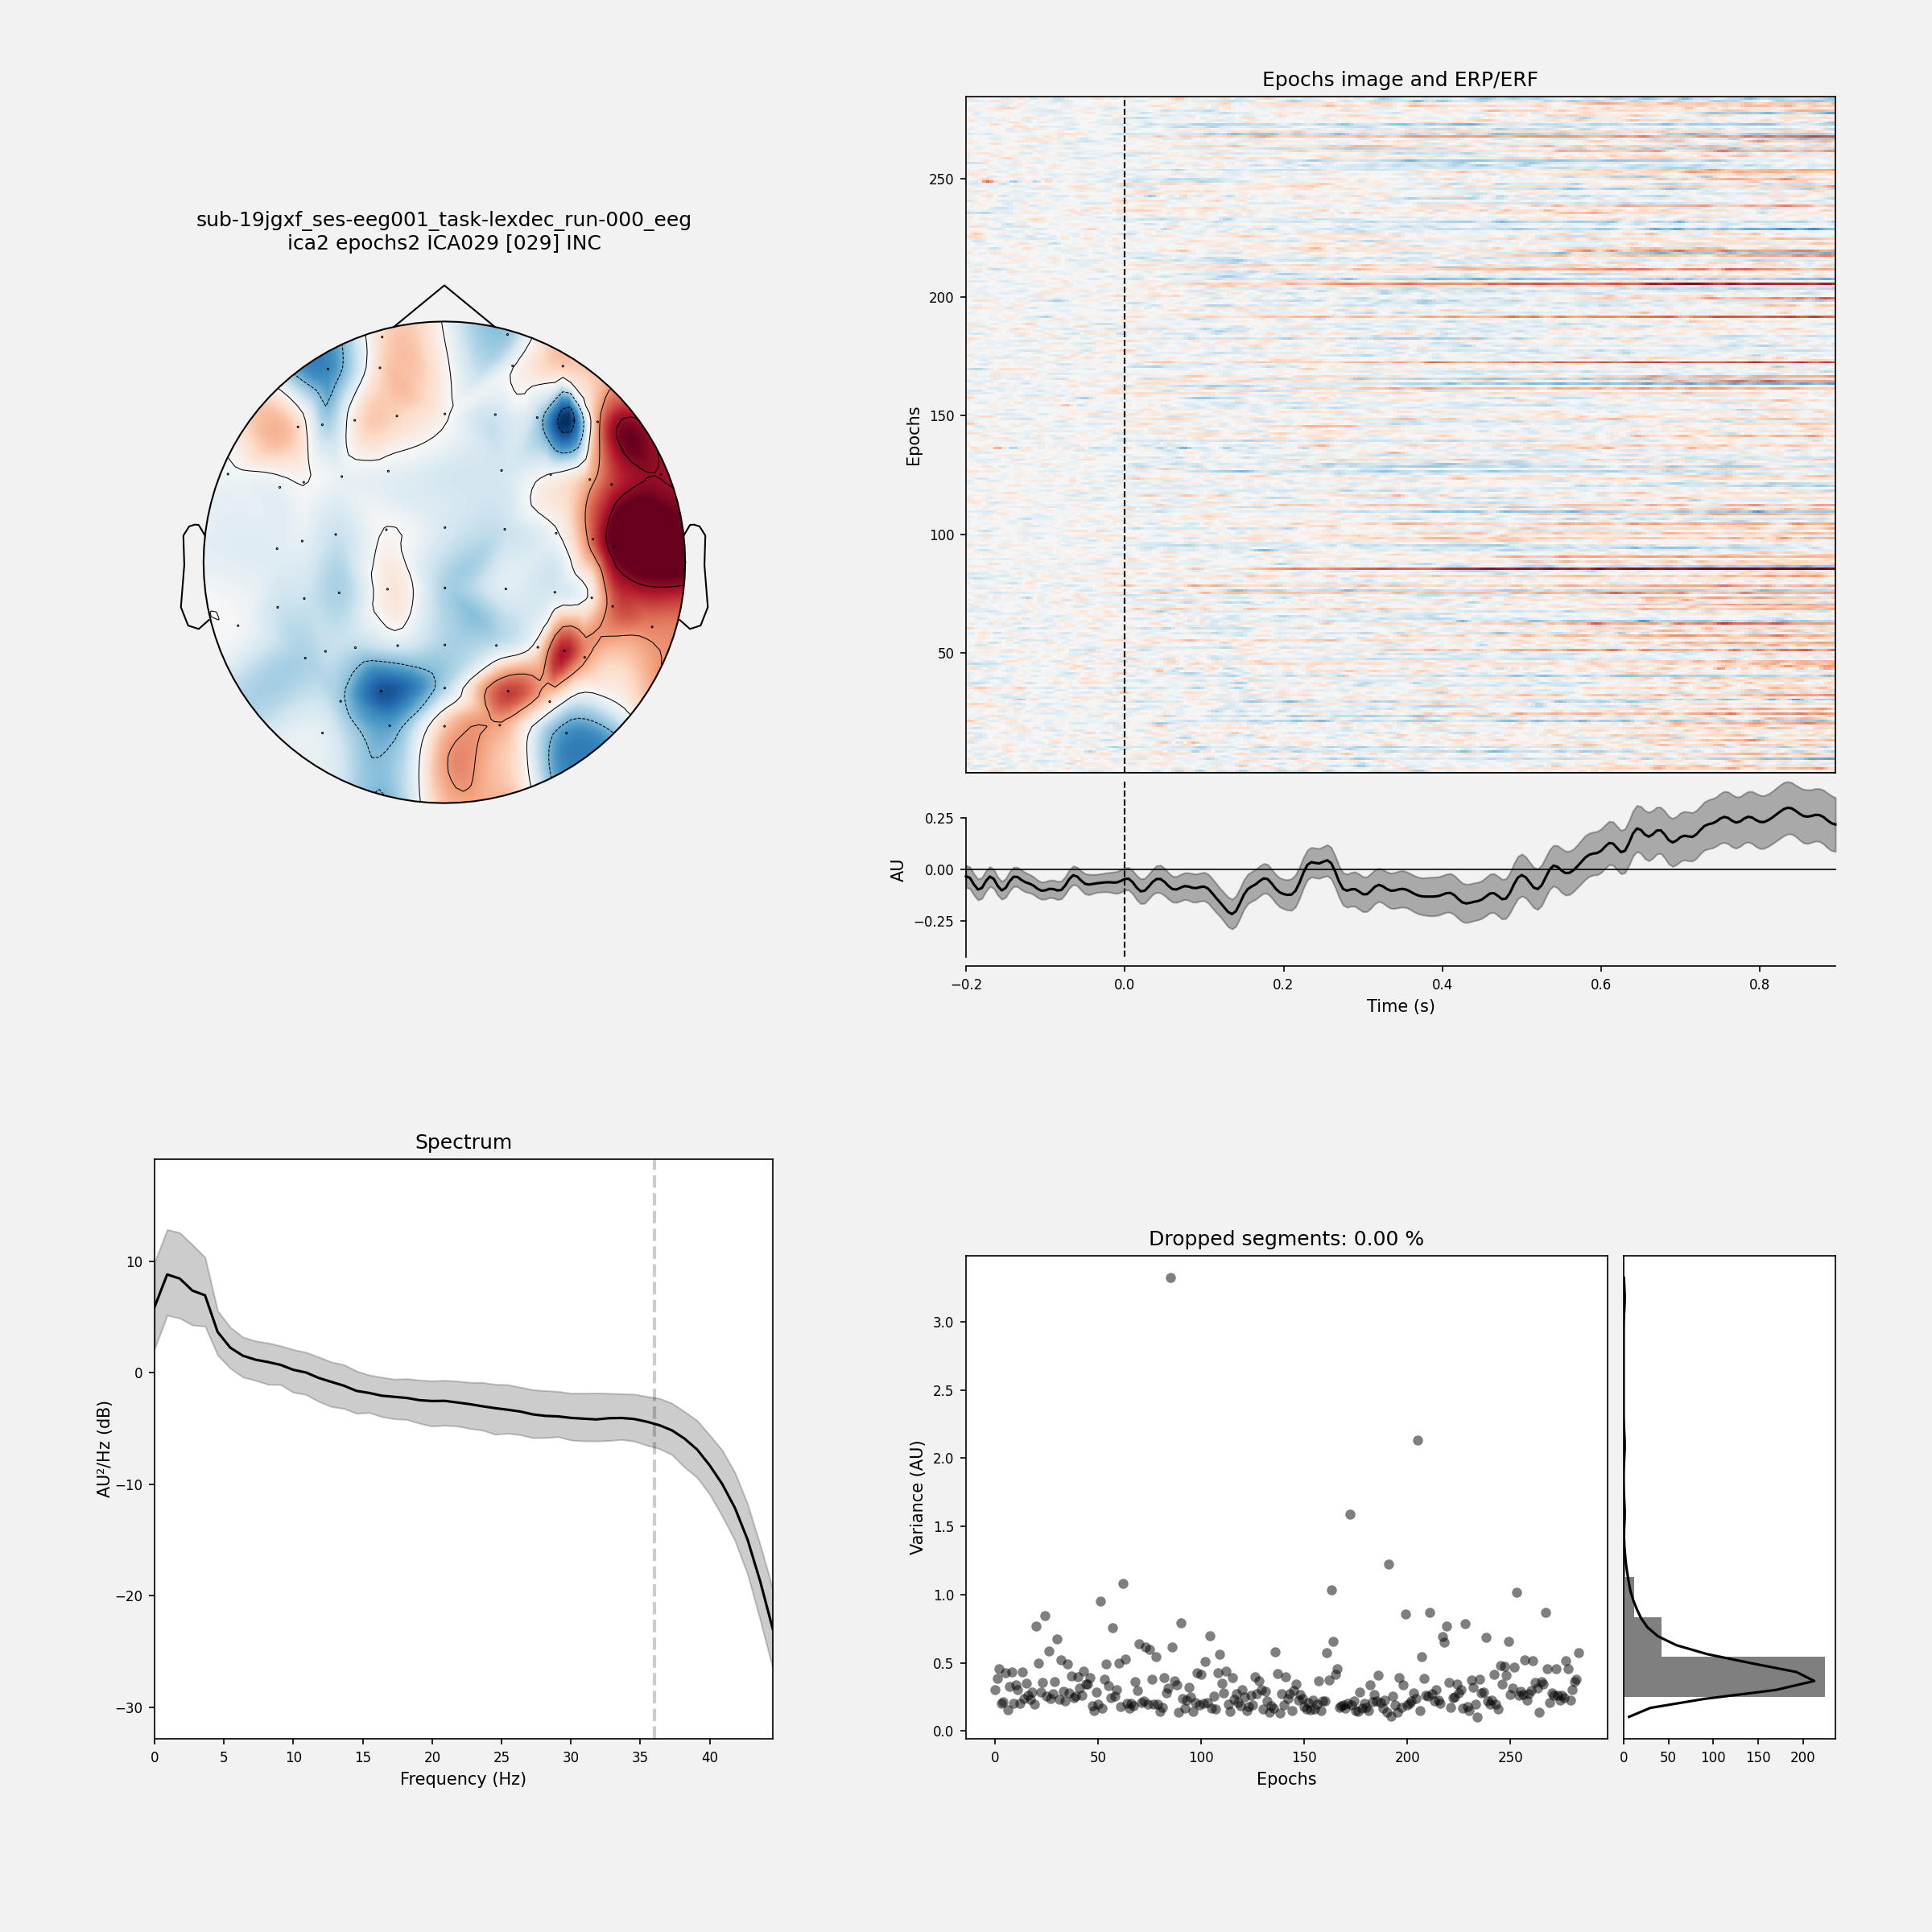 sub-19jgxf_ses-eeg001_task-lexdec_run-000_eeg
ica2 epochs2 ICA029 [029] INC
Epochs image and ERP/ERF
Epochs
250
200
150
100
50
AU
0.25
0.00
−0.25
−0.2 0.0 0.2 0.4 0.6 0.8
Time (s)
Spectrum
AU²/Hz (dB)
10
0
−10
−20
−30
0 5 10 15 20 25 30 35 40
Frequency (Hz)
Dropped segments: 0.00 %
Variance (AU)
3.0
2.5
2.0
1.5
1.0
0.5
0.0
0 50 100 150 200 250
Epochs
0 50 100 150 200